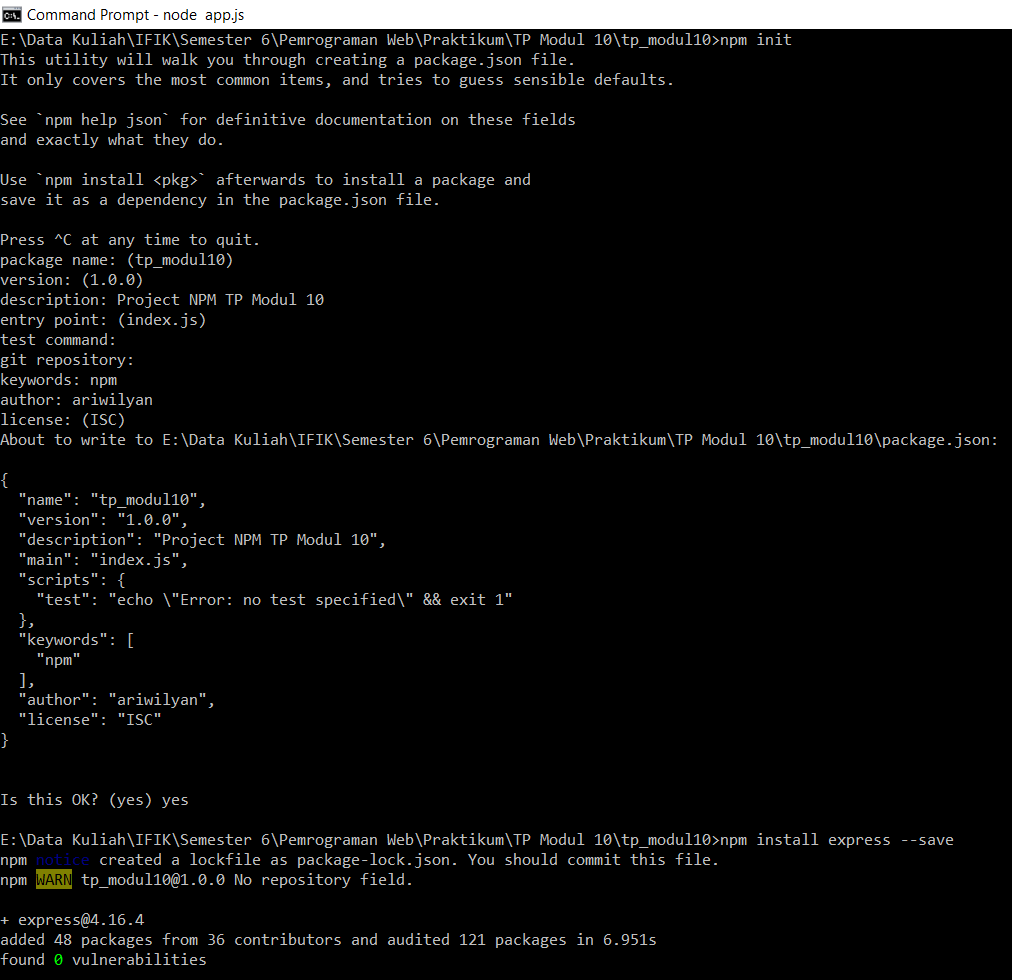 Command Prompt - node  app.js
E:\Data Kuliah\IFIK\Semester 6\Pemrograman Web\Praktikum\TP Modul 10\tp_modul10>npm init
This utility will walk you through creating a package.json file.
It only covers the most common items, and tries to guess sensible defaults.

See `npm help json` for definitive documentation on these fields
and exactly what they do.

Use `npm install <pkg>` afterwards to install a package and
save it as a dependency in the package.json file.

Press ^C at any time to quit.
package name: (tp_modul10)
version: (1.0.0)
description: Project NPM TP Modul 10
entry point: (index.js)
test command:
git repository:
keywords: npm
author: ariwilyan
license: (ISC)
About to write to E:\Data Kuliah\IFIK\Semester 6\Pemrograman Web\Praktikum\TP Modul 10\tp_modul10\package.json:

{
  "name": "tp_modul10",
  "version": "1.0.0",
  "description": "Project NPM TP Modul 10",
  "main": "index.js",
  "scripts": {
    "test": "echo \"Error: no test specified\" && exit 1"
  },
  "keywords": [
    "npm"
  ],
  "author": "ariwilyan",
  "license": "ISC"
}

Is this OK? (yes) yes

E:\Data Kuliah\IFIK\Semester 6\Pemrograman Web\Praktikum\TP Modul 10\tp_modul10>npm install express --save
npm notice created a lockfile as package-lock.json. You should commit this file.
npm WARN tp_modul10@1.0.0 No repository field.

+ express@4.16.4
added 48 packages from 36 contributors and audited 121 packages in 6.951s
found 0 vulnerabilities